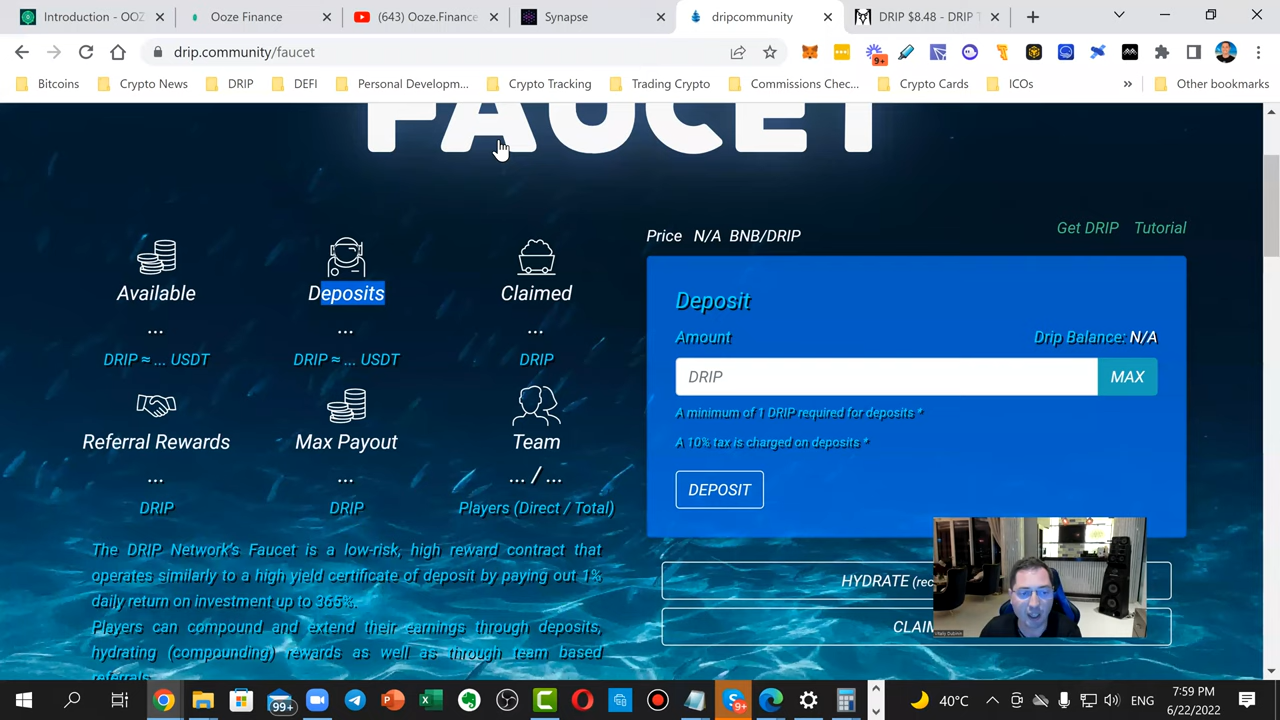 Introduction - OOZ
Ooze Finance
(643) Ooze.Finance
Synapse
dripcommunity
DRIP $8.48 - DRIP T
drip.community/faucet
9+
Bitcoins
Crypto News
DRIP
DEFI
Personal Developm...
Crypto Tracking
Trading Crypto
Commissions Chec...
Crypto Cards
ICOs
»
Other bookmarks
FAUCET
Price N/A BNB/DRIP
Get DRIP Tutorial
Available
Deposits
Claimed
...
...
...
DRIP ≈ ... USDT
DRIP ≈ ... USDT
DRIP
Referral Rewards
Max Payout
Team
...
...
... / ...
DRIP
DRIP
Players (Direct / Total)
The DRIP Network's Faucet is a low-risk, high reward contract that
operates similarly to a high yield certificate of deposit by paying out 1%
daily return on investment up to 365%.
Players can compound and extend their earnings through deposits,
hydrating (compounding) rewards as well as through team based
referrals.
Deposit
Amount
Drip Balance: N/A
DRIP
MAX
A minimum of 1 DRIP required for deposits *
A 10% tax is charged on deposits *
DEPOSIT
HYDRATE (rec
CLAIM
Vitaly Dubinin
99+
9+
40°C
ENG
7:59 PM
6/22/2022